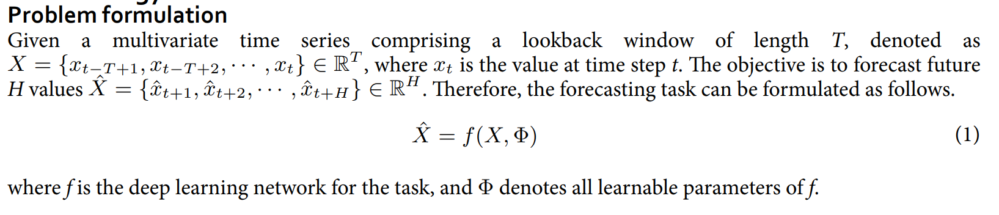 Problem formulation
Given a multivariate time series comprising a lookback window of length T, denoted as
X = {x_{t−T+1}, x_{t−T+2}, ⋯ , x_t} ∈ ℝ^T, where x_t is the value at time step t. The objective is to forecast future
H values X̂ = {x̂_{t+1}, x̂_{t+2}, ⋯ , x̂_{t+H}} ∈ ℝ^H. Therefore, the forecasting task can be formulated as follows.
X̂ = f(X, Φ) (1)
where f is the deep learning network for the task, and Φ denotes all learnable parameters of f.